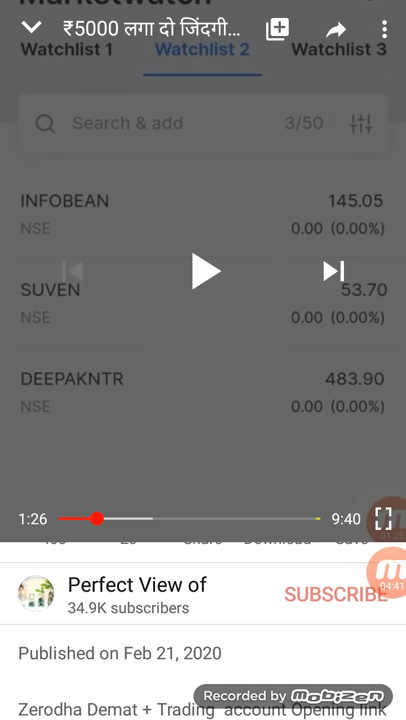 ₹5000 लगा दो जिंदगी...
Watchlist 1 Watchlist 2 Watchlist 3
Search & add 3/50
INFOBEAN 145.05
NSE 0.00 (0.00%)
SUVEN 53.70
NSE 0.00 (0.00%)
DEEPAKNTR 483.90
NSE 0.00 (0.00%)
1:26 9:40
Share Download Save
Perfect View of
34.9K subscribers
SUBSCRIBE
04:41
Published on Feb 21, 2020
Recorded by MOBIZEN
Zerodha Demat + Trading account Opening link